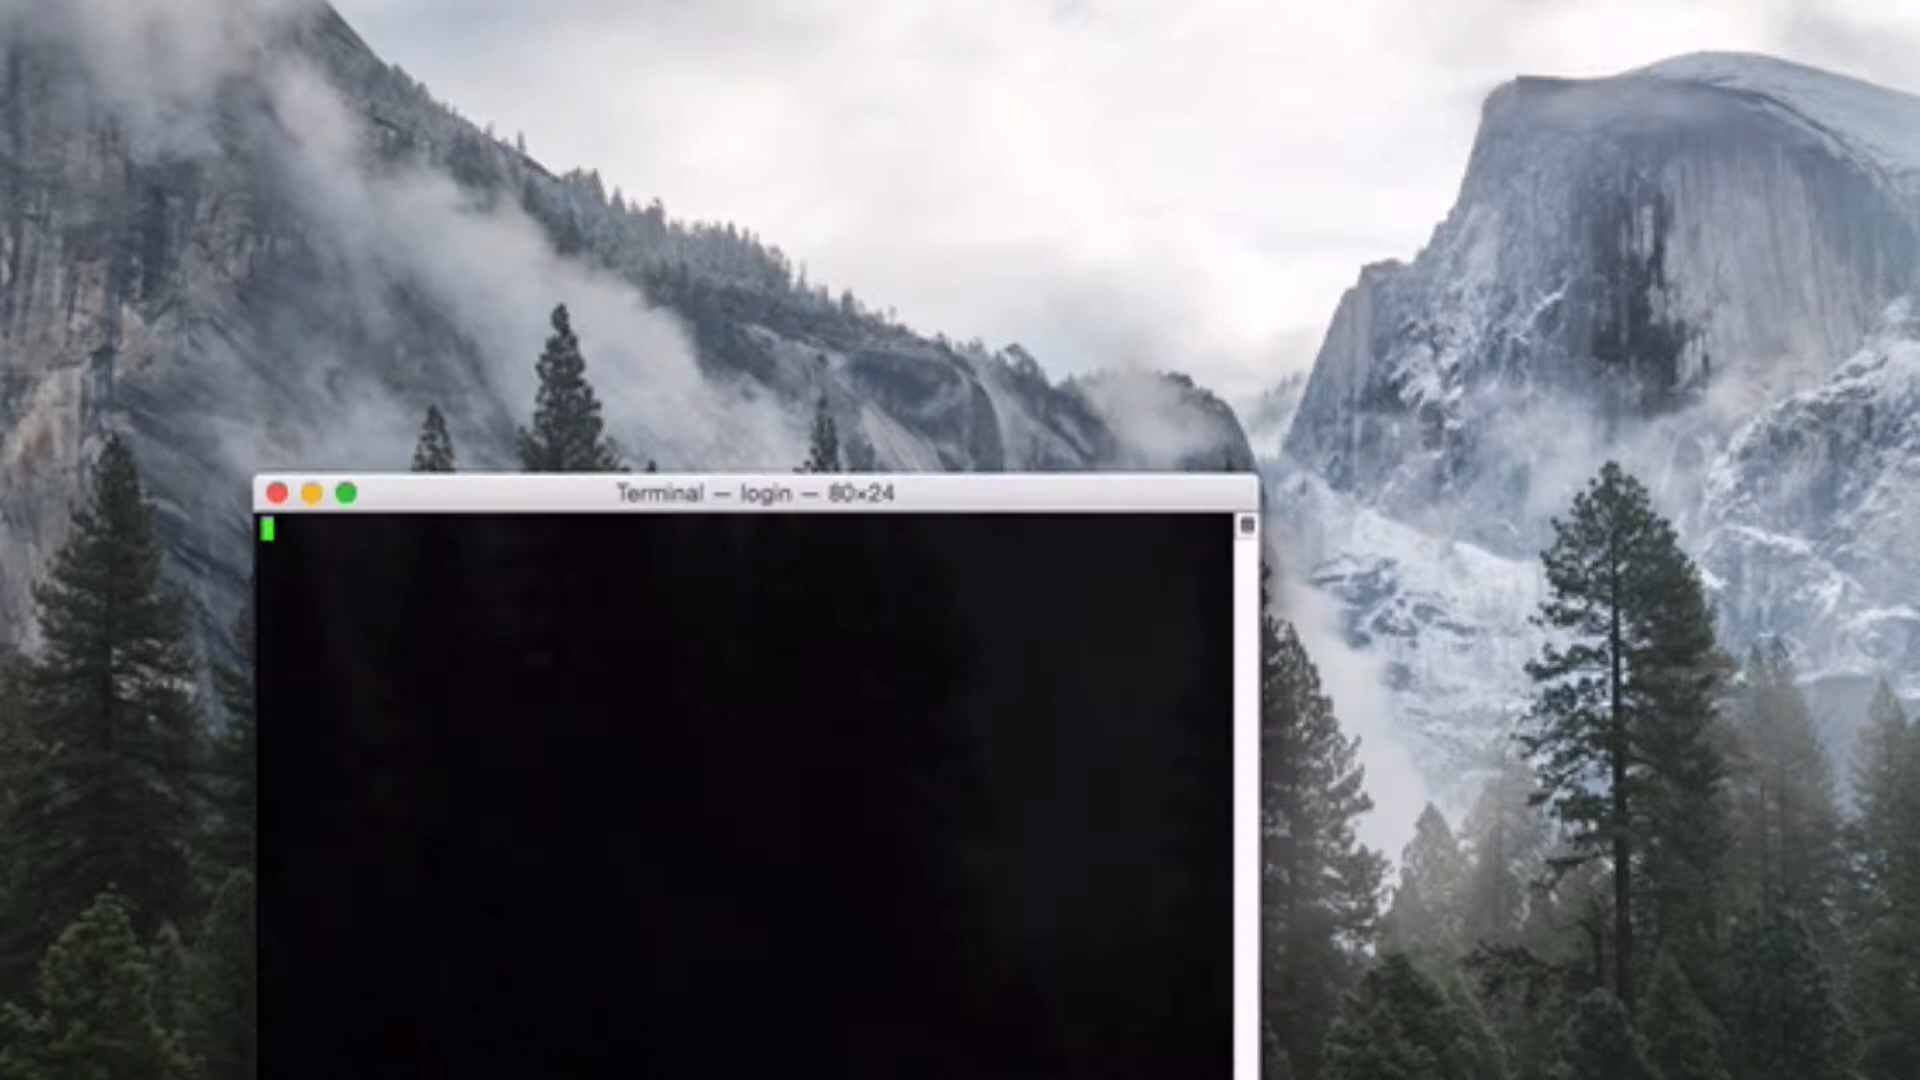 Terminal — login — 80×24